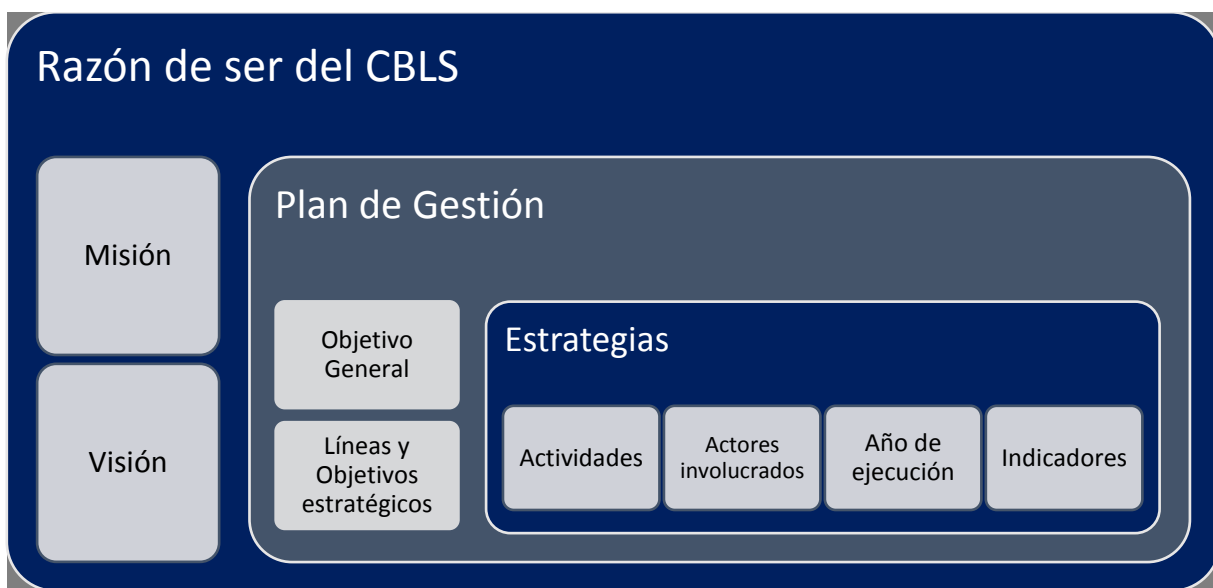 Razón de ser del CBLS
Misión
Visión
Plan de Gestión
Objetivo
General
Líneas y
Objetivos
estratégicos
Estrategias
Actividades
Actores
involucrados
Año de
ejecución
Indicadores